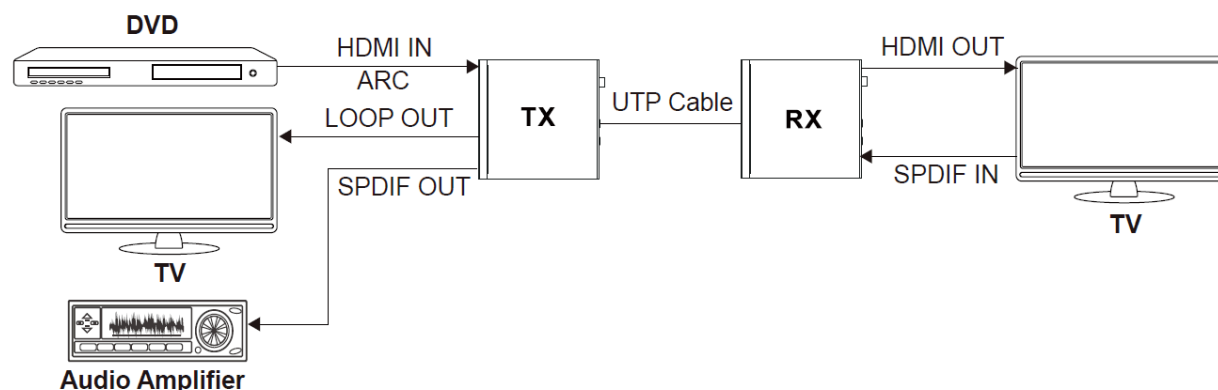 DVD
HDMI IN
ARC
LOOP OUT
SPDIF OUT
TX
UTP Cable
RX
HDMI OUT
SPDIF IN
TV
TV
Audio Amplifier